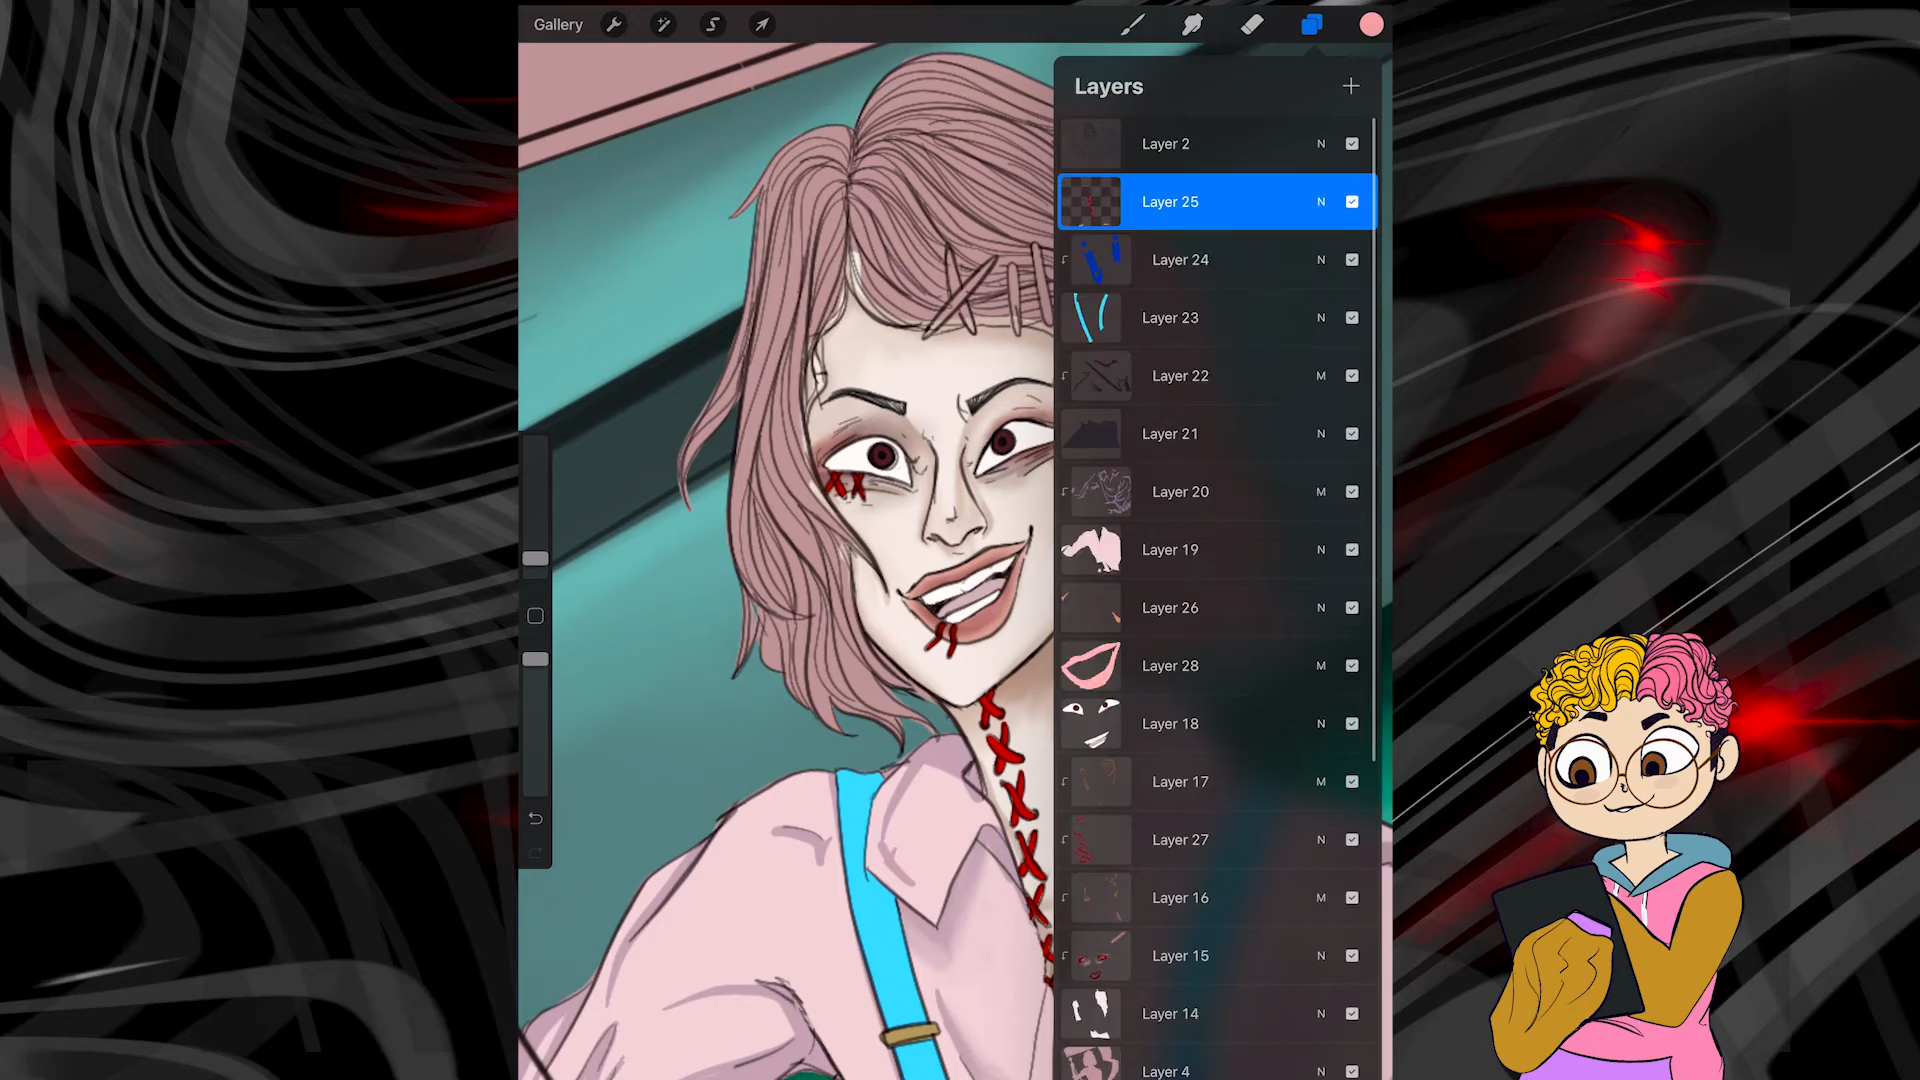 Gallery
Layers
Layer 2 N
Layer 25 N
Layer 24 N
Layer 23 N
Layer 22 M
Layer 21 N
Layer 20 M
Layer 19 N
Layer 26 N
Layer 28 M
Layer 18 N
Layer 17 M
Layer 27 N
Layer 16 M
Layer 15 N
Layer 14 N
Layer 4 N